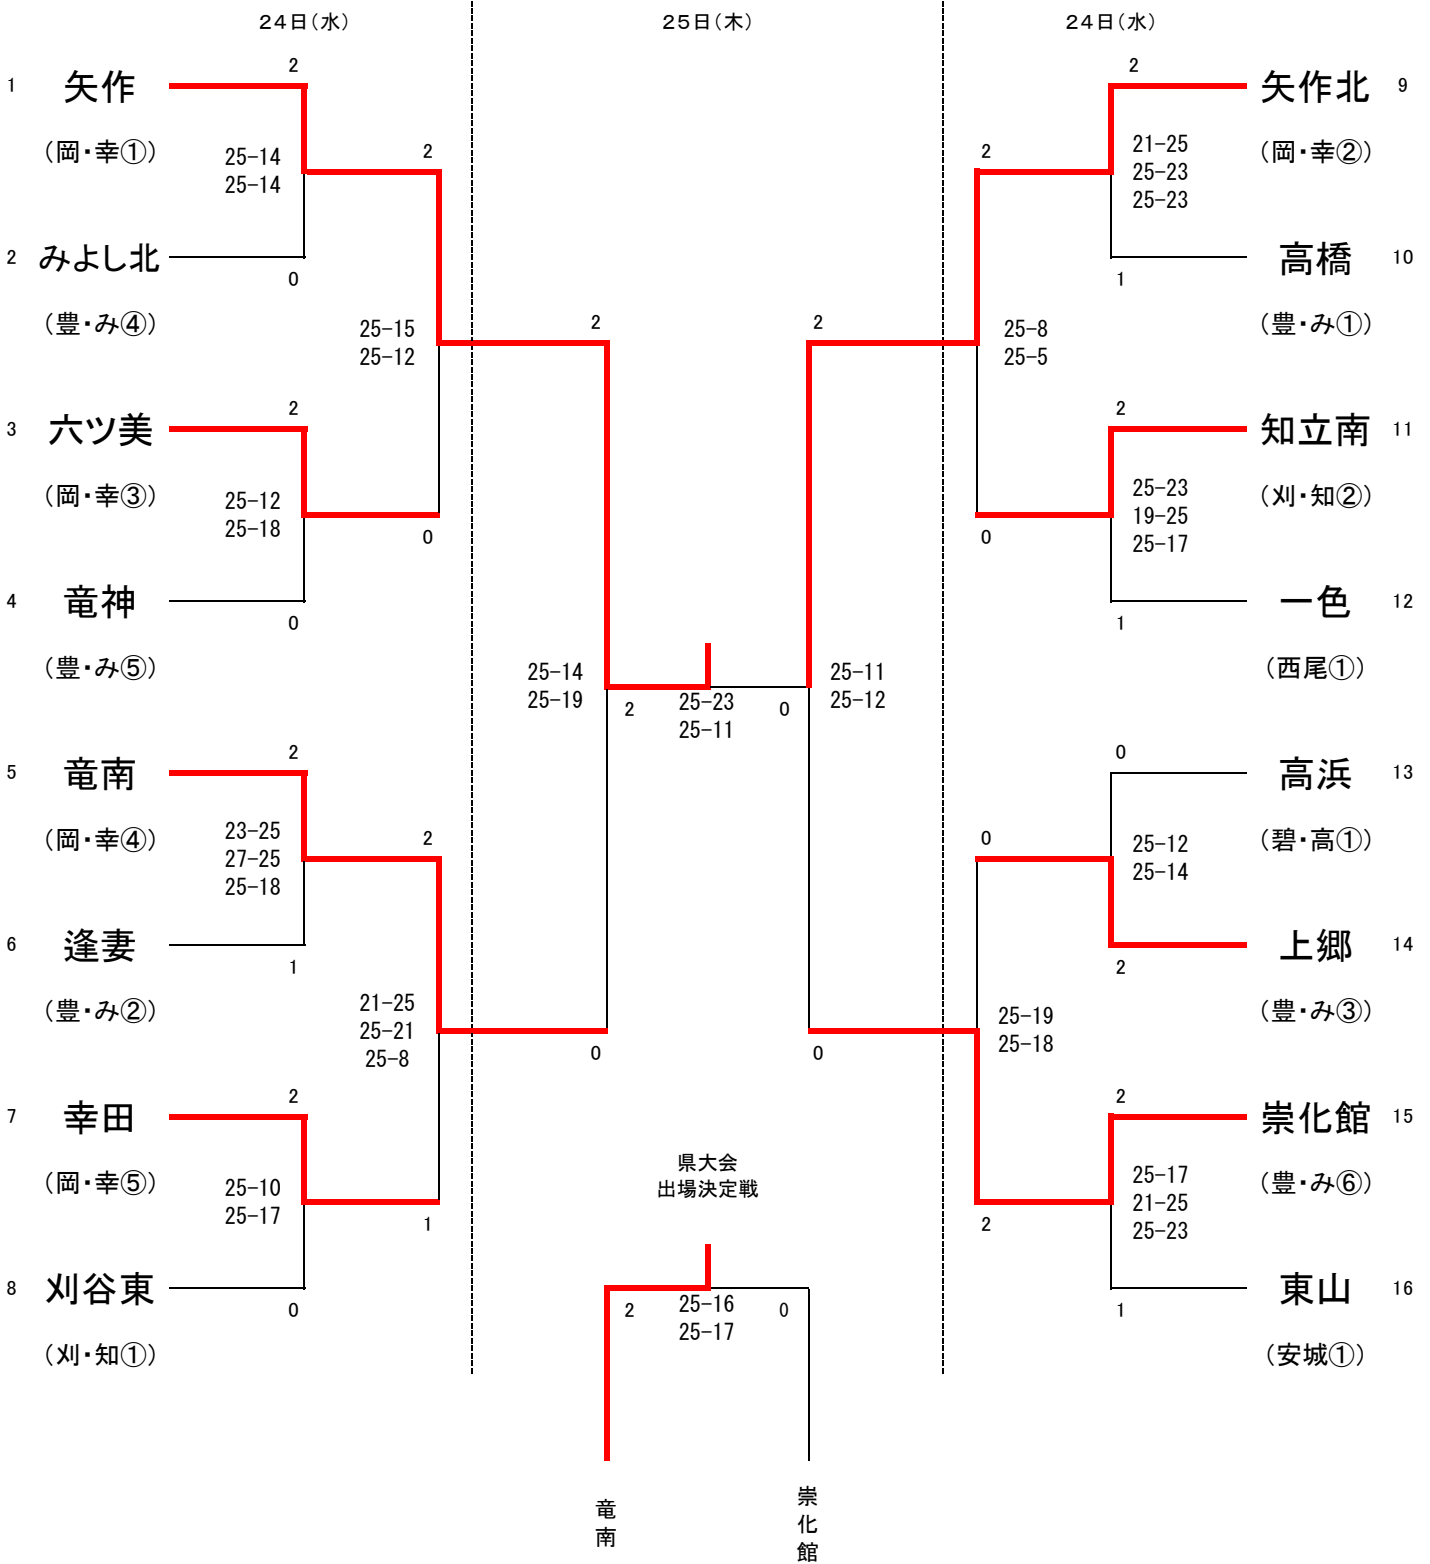 24日(水)
25日(木)
24日(水)
1
矢作
(岡・幸①)
2
25-14
25-14
2
みよし北
(豊・み④)
0
2
25-15
25-12
3
六ツ美
(岡・幸③)
2
25-12
25-18
0
4
竜神
(豊・み⑤)
0
5
竜南
(岡・幸④)
2
23-25
27-25
25-18
2
6
逢妻
(豊・み②)
1
21-25
25-21
25-8
7
幸田
(岡・幸⑤)
2
25-10
25-17
1
8
刈谷東
(刈・知①)
0
2
25-14
25-19
0
2
25-23
25-11
0
2
25-11
25-12
0
県大会
出場決定戦
2
25-16
25-17
0
竜南
崇化館
2
矢作北
9
(岡・幸②)
21-25
25-23
25-23
2
高橋
10
(豊・み①)
1
25-8
25-5
2
知立南
11
(刈・知②)
25-23
19-25
25-17
0
一色
12
(西尾①)
1
0
高浜
13
(碧・高①)
25-12
25-14
0
上郷
14
(豊・み③)
2
25-19
25-18
2
崇化館
15
(豊・み⑥)
25-17
21-25
25-23
2
東山
16
(安城①)
1